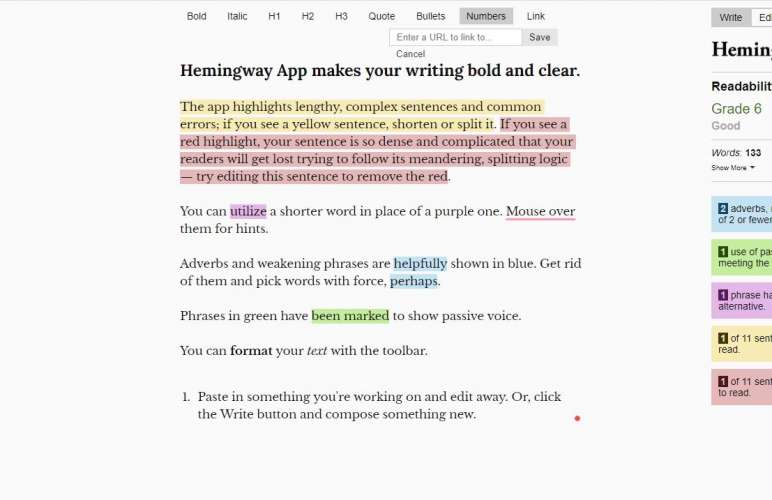 Bold Italic H1 H2 H3 Quote Bullets Numbers Link
Enter a URL to link to... Save
Cancel
Hemingway App makes your writing bold and clear.
The app highlights lengthy, complex sentences and common
errors; if you see a yellow sentence, shorten or split it. If you see a
red highlight, your sentence is so dense and complicated that your
readers will get lost trying to follow its meandering, splitting logic
— try editing this sentence to remove the red.
You can utilize a shorter word in place of a purple one. Mouse over
them for hints.
Adverbs and weakening phrases are helpfully shown in blue. Get rid
of them and pick words with force, perhaps.
Phrases in green have been marked to show passive voice.
You can format your text with the toolbar.
1. Paste in something you're working on and edit away. Or, click
the Write button and compose something new.
Write
Readability
Grade 6
Good
Words: 133
Show More
2 adverbs,
of 2 or fewer
1 use of
meeting the
1 phrase
alternative.
1 of 11
read.
1 of 11
to read.